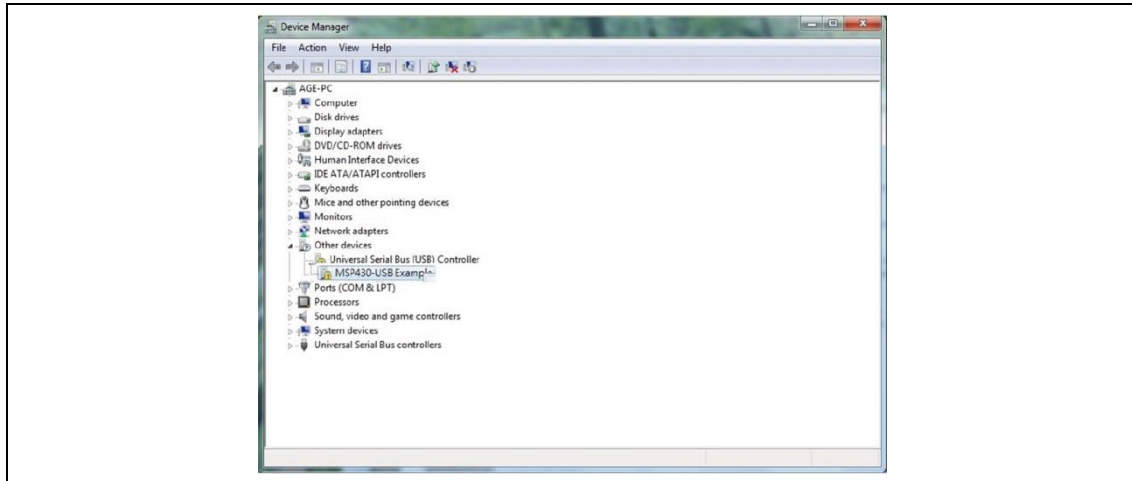 Device Manager
File Action View Help
AGE-PC
Computer
Disk drives
Display adapters
DVD/CD-ROM drives
Human Interface Devices
IDE ATA/ATAPI controllers
Keyboards
Mice and other pointing devices
Monitors
Network adapters
Other devices
Universal Serial Bus (USB) Controller
MSP430-USB Example
Ports (COM & LPT)
Processors
Sound, video and game controllers
System devices
Universal Serial Bus controllers